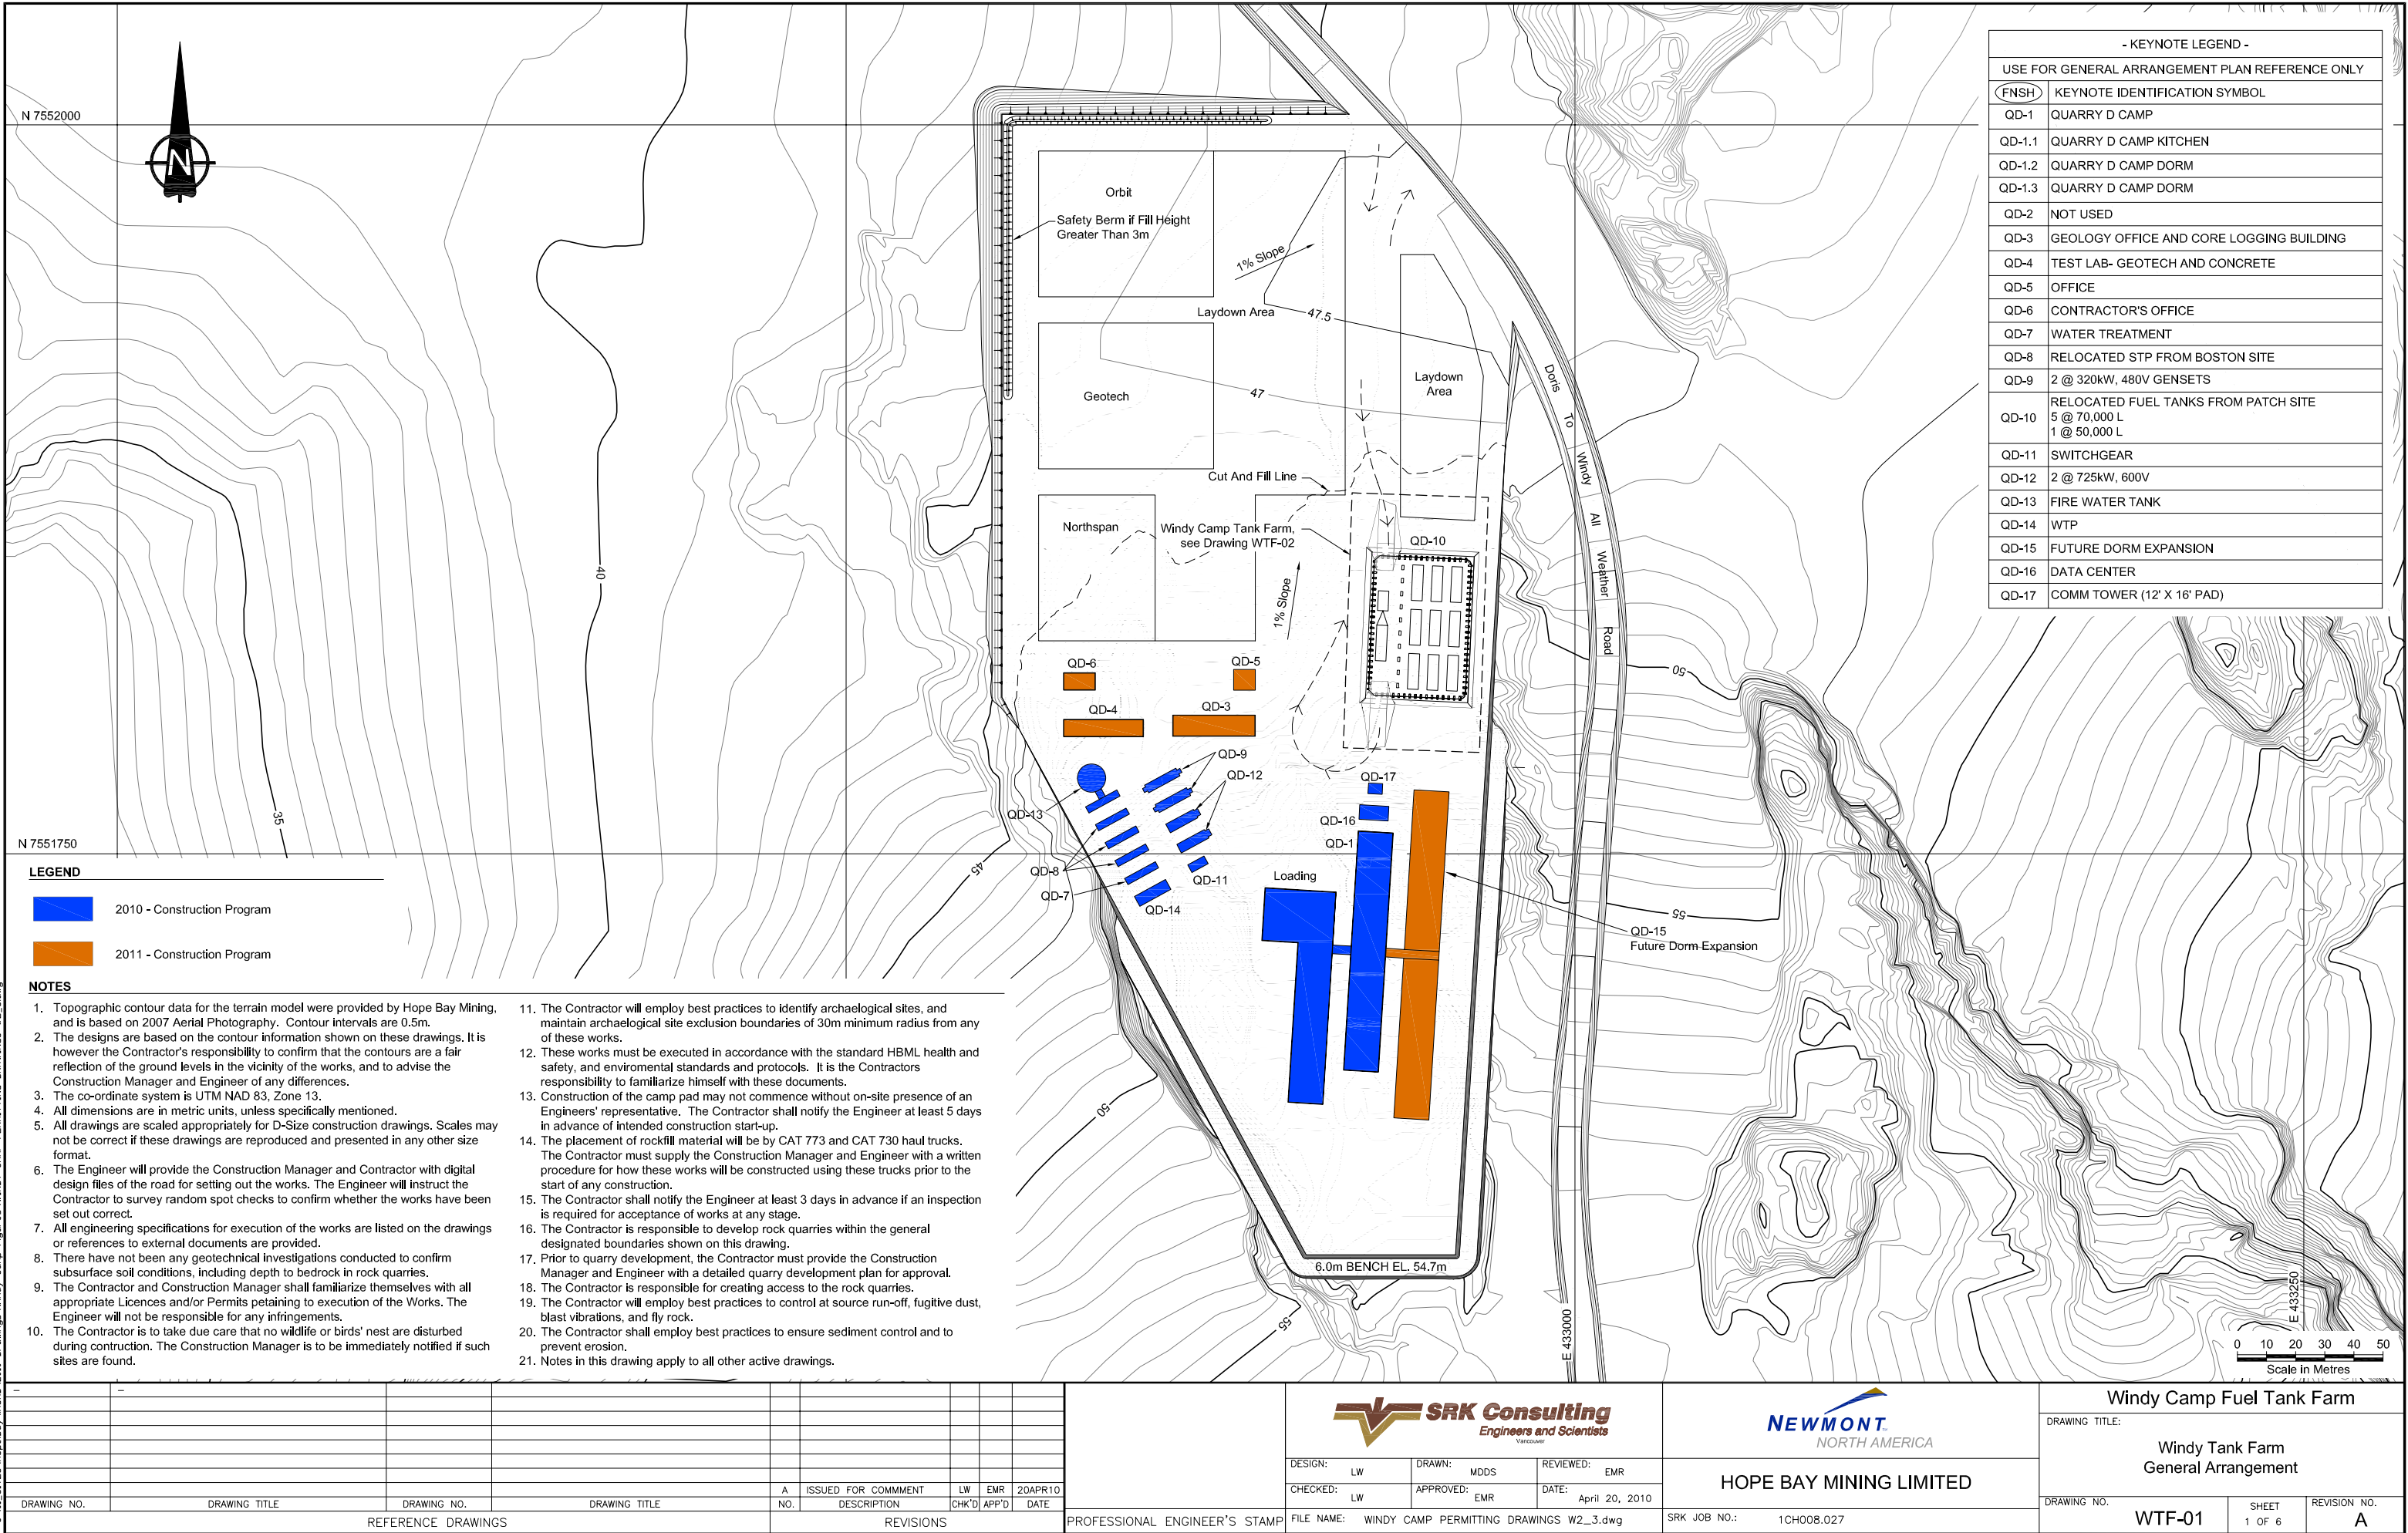 N 7552000
N
Orbit
Safety Berm if Fill Height
Greater Than 3m
1% Slope
Laydown Area
47.5
47
Geotech
Laydown
Area
Doris To Windy All Weather Road
Cut And Fill Line
Northspan
Windy Camp Tank Farm,
see Drawing WTF-02
QD-10
1% Slope
40
35
QD-6
QD-5
QD-4
QD-3
50
QD-9
QD-12
QD-17
QD-13
QD-16
QD-1
QD-8
QD-11
QD-7
QD-14
Loading
45
55
QD-15
Future Dorm Expansion
50
55
6.0m BENCH EL. 54.7m
N 7551750
E 433000
E 433250
0 10 20 30 40 50
Scale in Metres
- KEYNOTE LEGEND -
USE FOR GENERAL ARRANGEMENT PLAN REFERENCE ONLY
FNSH KEYNOTE IDENTIFICATION SYMBOL
QD-1 QUARRY D CAMP
QD-1.1 QUARRY D CAMP KITCHEN
QD-1.2 QUARRY D CAMP DORM
QD-1.3 QUARRY D CAMP DORM
QD-2 NOT USED
QD-3 GEOLOGY OFFICE AND CORE LOGGING BUILDING
QD-4 TEST LAB- GEOTECH AND CONCRETE
QD-5 OFFICE
QD-6 CONTRACTOR'S OFFICE
QD-7 WATER TREATMENT
QD-8 RELOCATED STP FROM BOSTON SITE
QD-9 2 @ 320kW, 480V GENSETS
QD-10 RELOCATED FUEL TANKS FROM PATCH SITE
5 @ 70,000 L
1 @ 50,000 L
QD-11 SWITCHGEAR
QD-12 2 @ 725kW, 600V
QD-13 FIRE WATER TANK
QD-14 WTP
QD-15 FUTURE DORM EXPANSION
QD-16 DATA CENTER
QD-17 COMM TOWER (12' X 16' PAD)
LEGEND
2010 - Construction Program
2011 - Construction Program
NOTES
1. Topographic contour data for the terrain model were provided by Hope Bay Mining,
and is based on 2007 Aerial Photography. Contour intervals are 0.5m.
2. The designs are based on the contour information shown on these drawings. It is
however the Contractor's responsibility to confirm that the contours are a fair
reflection of the ground levels in the vicinity of the works, and to advise the
Construction Manager and Engineer of any differences.
3. The co-ordinate system is UTM NAD 83, Zone 13.
4. All dimensions are in metric units, unless specifically mentioned.
5. All drawings are scaled appropriately for D-Size construction drawings. Scales may
not be correct if these drawings are reproduced and presented in any other size
format.
6. The Engineer will provide the Construction Manager and Contractor with digital
design files of the road for setting out the works. The Engineer will instruct the
Contractor to survey random spot checks to confirm whether the works have been
set out correct.
7. All engineering specifications for execution of the works are listed on the drawings
or references to external documents are provided.
8. There have not been any geotechnical investigations conducted to confirm
subsurface soil conditions, including depth to bedrock in rock quarries.
9. The Contractor and Construction Manager shall familiarize themselves with all
appropriate Licences and/or Permits petaining to execution of the Works. The
Engineer will not be responsible for any infringements.
10. The Contractor is to take due care that no wildlife or birds' nest are disturbed
during contruction. The Construction Manager is to be immediately notified if such
sites are found.
11. The Contractor will employ best practices to identify archaelogical sites, and
maintain archaelogical site exclusion boundaries of 30m minimum radius from any
of these works.
12. These works must be executed in accordance with the standard HBML health and
safety, and enviromental standards and protocols. It is the Contractors
responsibility to familiarize himself with these documents.
13. Construction of the camp pad may not commence without on-site presence of an
Engineers' representative. The Contractor shall notify the Engineer at least 5 days
in advance of intended construction start-up.
14. The placement of rockfill material will be by CAT 773 and CAT 730 haul trucks.
The Contractor must supply the Construction Manager and Engineer with a written
procedure for how these works will be constructed using these trucks prior to the
start of any construction.
15. The Contractor shall notify the Engineer at least 3 days in advance if an inspection
is required for acceptance of works at any stage.
16. The Contractor is responsible to develop rock quarries within the general
designated boundaries shown on this drawing.
17. Prior to quarry development, the Contractor must provide the Construction
Manager and Engineer with a detailed quarry development plan for approval.
18. The Contractor is responsible for creating access to the rock quarries.
19. The Contractor will employ best practices to control at source run-off, fugitive dust,
blast vibrations, and fly rock.
20. The Contractor shall employ best practices to ensure sediment control and to
prevent erosion.
21. Notes in this drawing apply to all other active drawings.
A ISSUED FOR COMMMENT LW EMR 20APR10
DRAWING NO. DRAWING TITLE DRAWING NO. DRAWING TITLE NO. DESCRIPTION CHK'D APP'D DATE
REFERENCE DRAWINGS REVISIONS
PROFESSIONAL ENGINEER'S STAMP
SRK Consulting
Engineers and Scientists
Vancouver
DESIGN: LW DRAWN: MDDS REVIEWED: EMR
CHECKED: LW APPROVED: EMR DATE: April 20, 2010
FILE NAME: WINDY CAMP PERMITTING DRAWINGS W2_3.dwg
NEWMONT
NORTH AMERICA
HOPE BAY MINING LIMITED
SRK JOB NO.: 1CH008.027
Windy Camp Fuel Tank Farm
DRAWING TITLE:
Windy Tank Farm
General Arrangement
DRAWING NO. WTF-01
SHEET 1 OF 6
REVISION NO. A